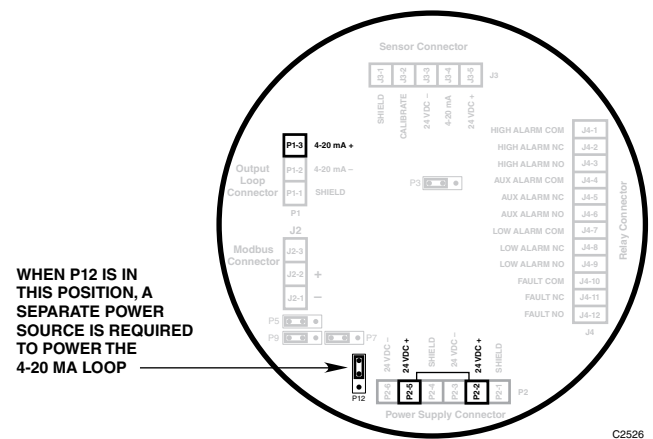 Sensor Connector
J3-1 J3-2 J3-3 J3-4 J3-5
J3
SHIELD
CALIBRATE
24 VDC –
4-20 mA
24 VDC +
P1-3 4-20 mA +
P1-2 4-20 mA –
P1-1 SHIELD
Output
Loop
Connector
P1
P3
HIGH ALARM COM J4-1
HIGH ALARM NC J4-2
HIGH ALARM NO J4-3
AUX ALARM COM J4-4
AUX ALARM NC J4-5
AUX ALARM NO J4-6
LOW ALARM COM J4-7
LOW ALARM NC J4-8
LOW ALARM NO J4-9
FAULT COM J4-10
FAULT NC J4-11
FAULT NO J4-12
J4
Relay Connector
J2
Modbus
Connector
J2-3
J2-2 +
J2-1 –
WHEN P12 IS IN
THIS POSITION, A
SEPARATE POWER
SOURCE IS REQUIRED
TO POWER THE
4-20 MA LOOP
P5
P9
P7
P12
24 VDC –
24 VDC +
SHIELD
24 VDC –
24 VDC +
SHIELD
P2-6 P2-5 P2-4 P2-3 P2-2 P2-1
P2
Power Supply Connector
C2526